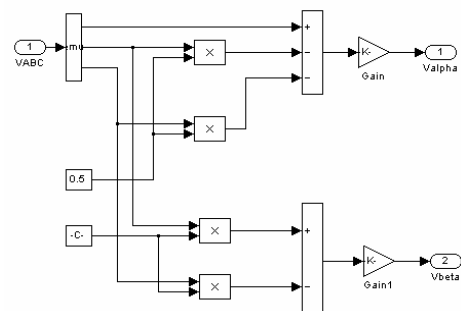 1
VABC
mu
+
−
−
K-
Gain
1
Valpha
×
×
0.5
-C-
×
×
+
−
K-
Gain1
2
Vbeta